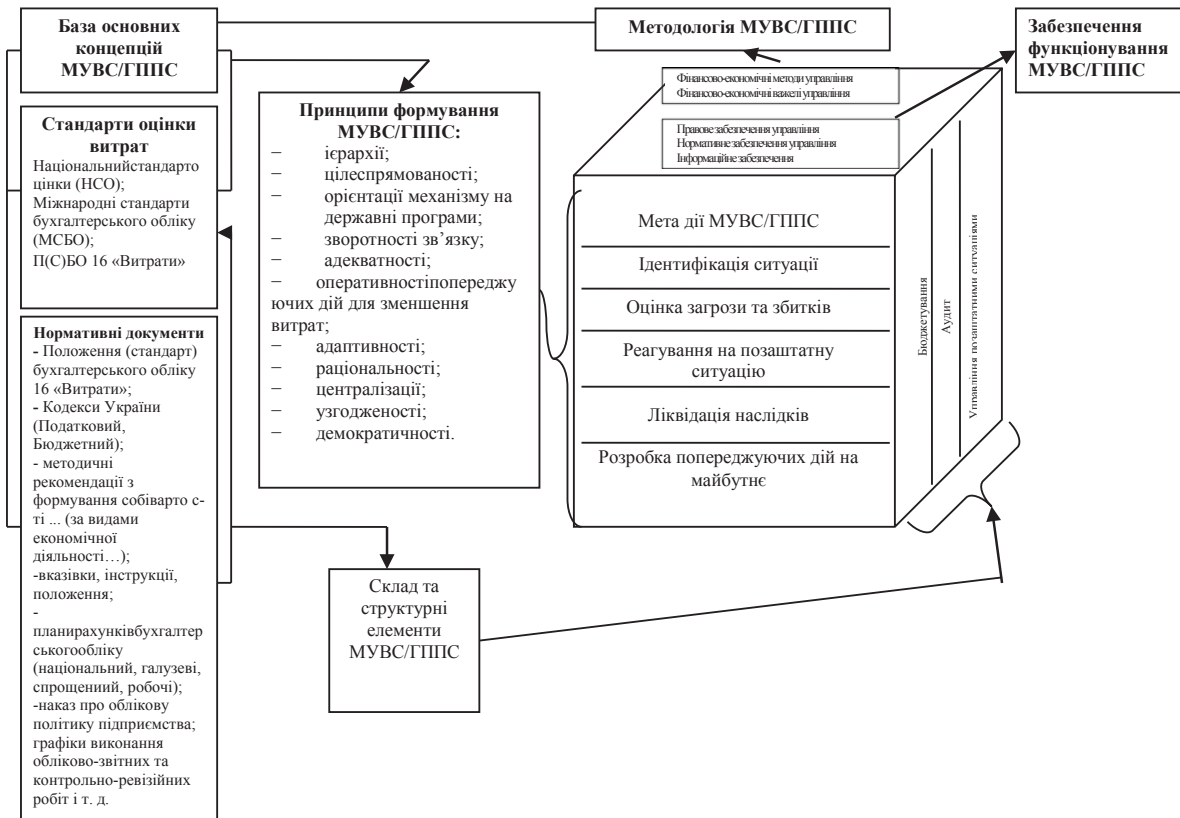 База основних
концепцій
МУВС/ГППС
Методологія МУВС/ГППС
Забезпечення
функціонування
МУВС/ГППС
Стандарти оцінки
витрат
Національнийстандарто
цінки (НСО);
Міжнародні стандарти
бухгалтерського обліку
(МСБО);
П(С)БО 16 «Витрати»
Нормативні документи
- Положення (стандарт)
бухгалтерського обліку
16 «Витрати»;
- Кодекси України
(Податковий,
Бюджетний);
- методичні
рекомендації з
формування собіварто с-
ті ... (за видами
економічної
діяльності…);
-вказівки, інструкції,
положення;
-
планирахунківбухгалтер
ськогообліку
(національний, галузеві,
спрощениий, робочі);
-наказ про облікову
політику підприємства;
графіки виконання
обліково-звітних та
контрольно-ревізійних
робіт і т. д.
Принципи формування
МУВС/ГППС:
– ієрархії;
– цілеспрямованості;
– орієнтації механізму на
державні програми;
– зворотності зв’язку;
– адекватності;
– оперативностіпопереджу
ючих дій для зменшення
витрат;
– адаптивності;
– раціональності;
– централізації;
– узгодженості;
– демократичності.
Склад та
структурні
елементи
МУВС/ГППС
Фінансово-економічні методи управління
Фінансово-економічні важелі управління
Правове забезпечення управління
Нормативне забезпечення управління
Інформаційне забезпечення
Мета дії МУВС/ГППС
Ідентифікація ситуації
Оцінка загрози та збитків
Реагування на позаштатну
ситуацію
Ліквідація наслідків
Розробка попереджуючих дій на
майбутнє
Бюджетування
Аудит
Управління позаштатними ситуаціями